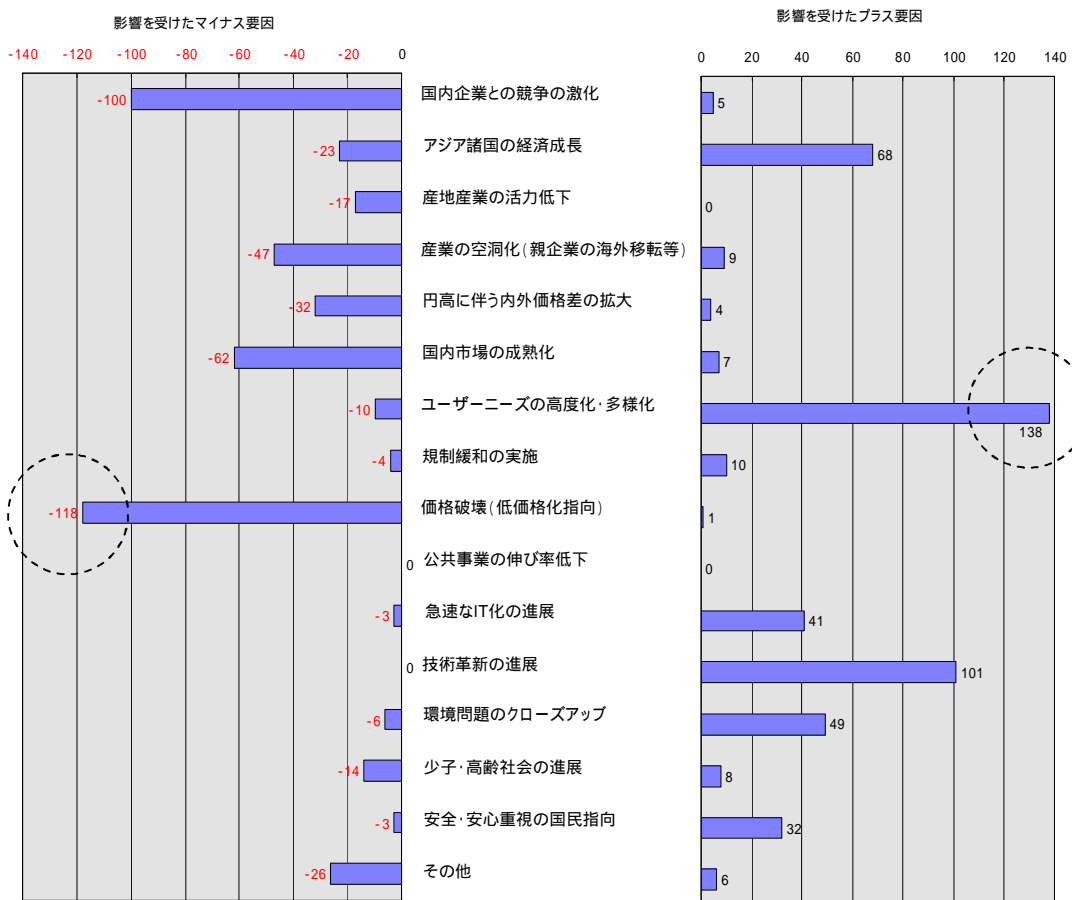 影響を受けたマイナス要因
影響を受けたプラス要因
-140 -120 -100 -80 -60 -40 -20 0
0 20 40 60 80 100 120 140
-100 国内企業との競争の激化 5
-23 アジア諸国の経済成長 68
-17 産地産業の活力低下 0
-47 産業の空洞化(親企業の海外移転等) 9
-32 円高に伴う内外価格差の拡大 4
-62 国内市場の成熟化 7
-10 ユーザーニーズの高度化・多様化 138
-4 規制緩和の実施 10
-118 価格破壊(低価格化指向) 1
0 公共事業の伸び率低下 0
-3 急速なIT化の進展 41
0 技術革新の進展 101
-6 環境問題のクローズアップ 49
-14 少子・高齢社会の進展 8
-3 安全・安心重視の国民指向 32
-26 その他 6